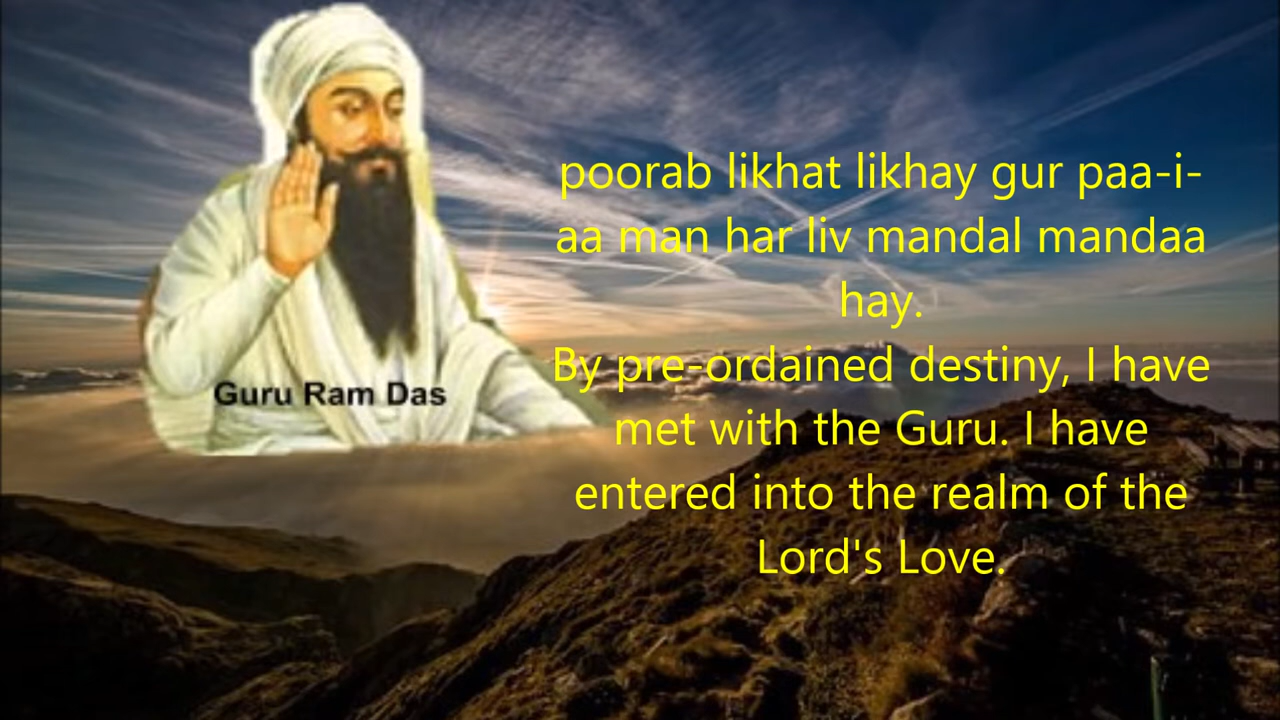 Guru Ram Das
poorab likhat likhay gur paa-i-
aa man har liv mandal mandaa
hay.
By pre-ordained destiny, I have
met with the Guru. I have
entered into the realm of the
Lord's Love.